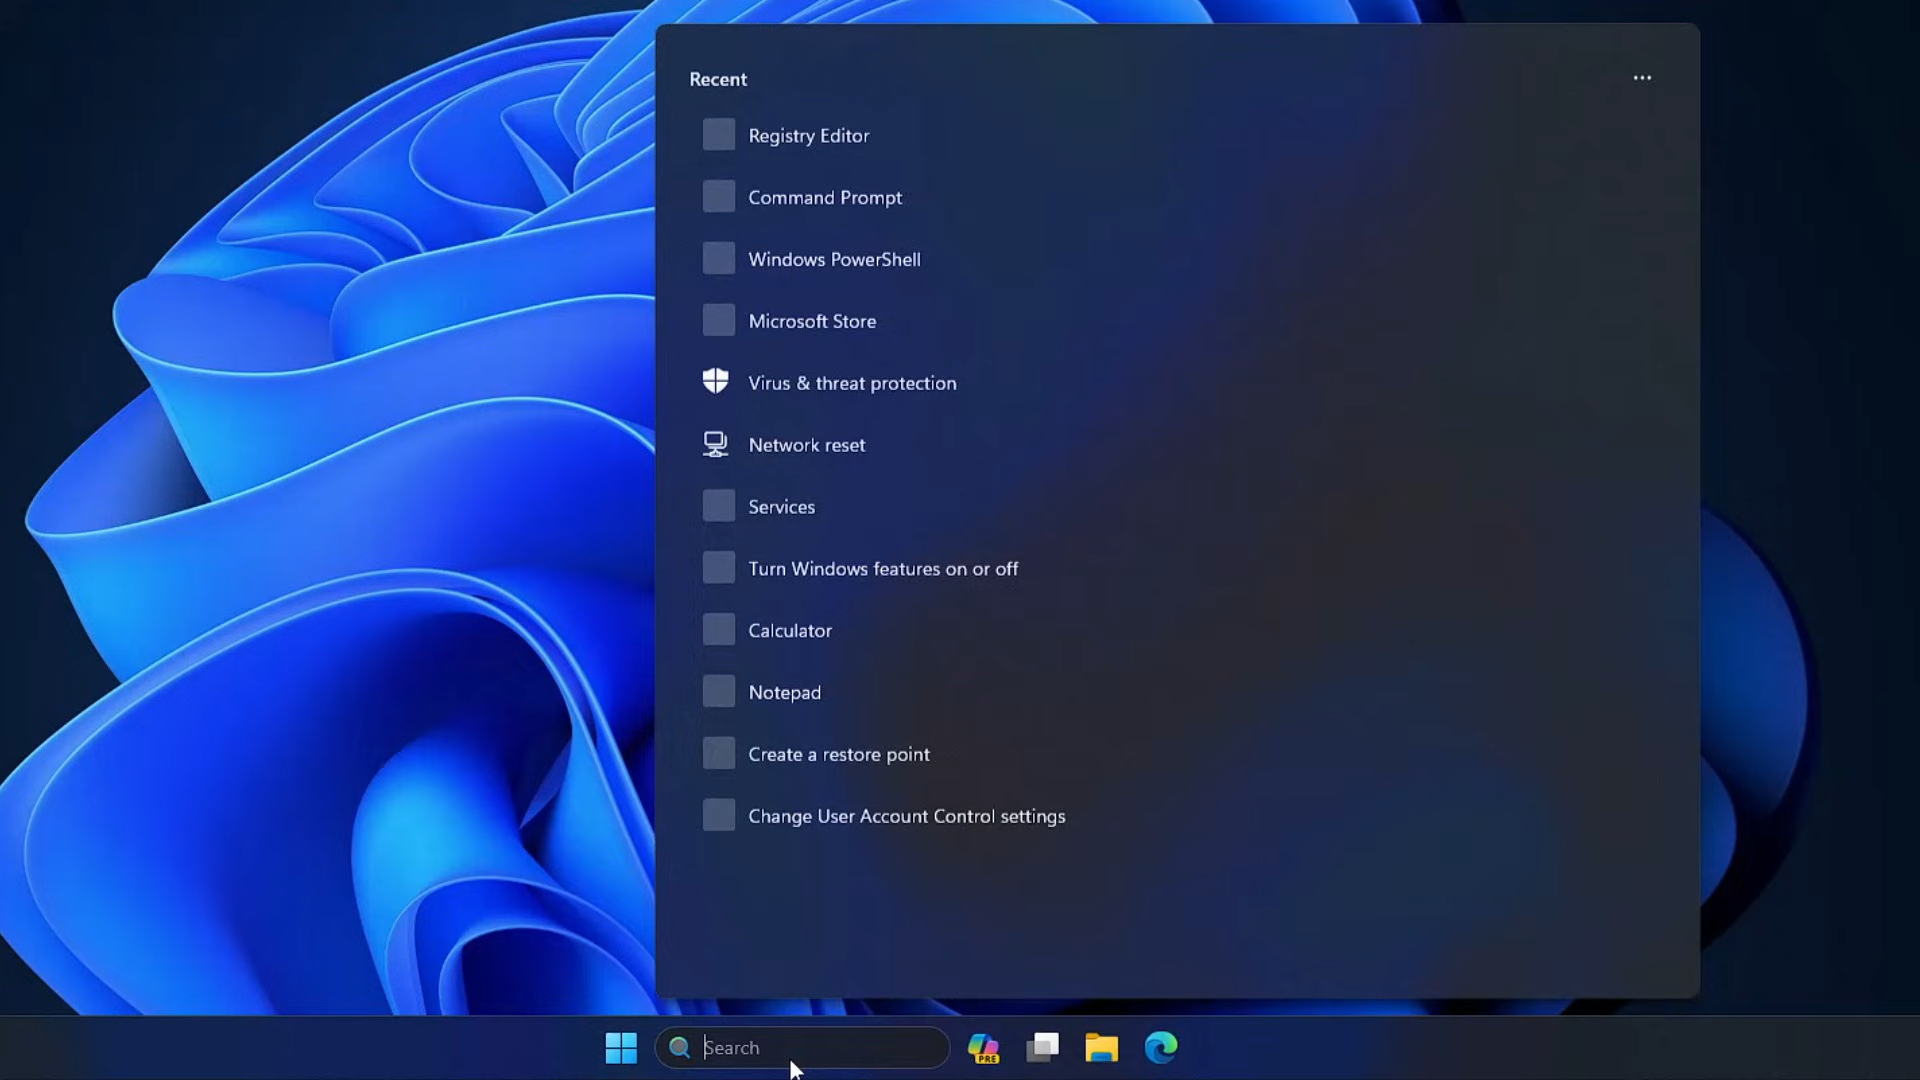 Recent
Registry Editor
Command Prompt
Windows PowerShell
Microsoft Store
Virus & threat protection
Network reset
Services
Turn Windows features on or off
Calculator
Notepad
Create a restore point
Change User Account Control settings
Search
PRE